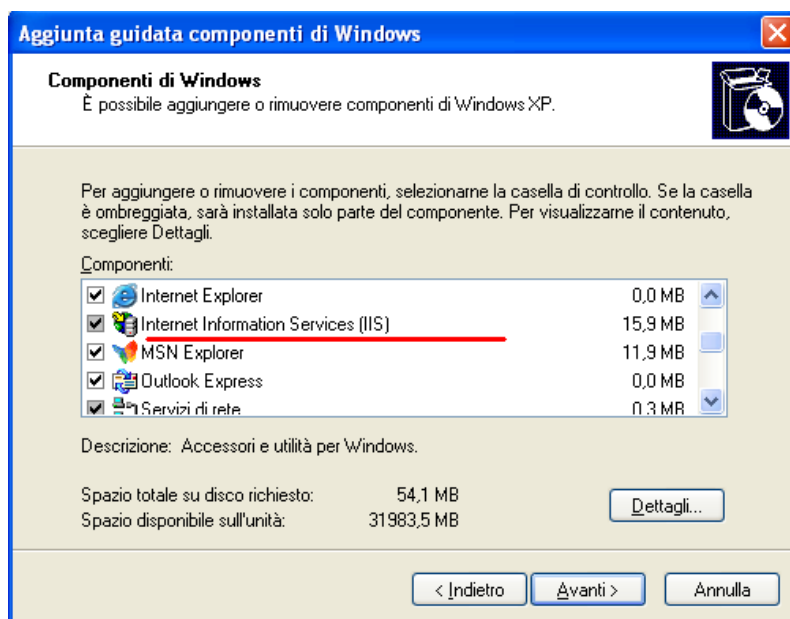 Aggiunta guidata componenti di Windows
Componenti di Windows
È possibile aggiungere o rimuovere componenti di Windows XP.
Per aggiungere o rimuovere i componenti, selezionarne la casella di controllo. Se la casella
è ombreggiata, sarà installata solo parte del componente. Per visualizzarne il contenuto,
scegliere Dettagli.
Componenti:
Internet Explorer 0,0 MB
Internet Information Services (IIS) 15,9 MB
MSN Explorer 11,9 MB
Outlook Express 0,0 MB
Servizi di rete 0,3 MB
Descrizione: Accessori e utilità per Windows.
Spazio totale su disco richiesto: 54,1 MB
Spazio disponibile sull'unità: 31983,5 MB
Dettagli...
< Indietro Avanti > Annulla